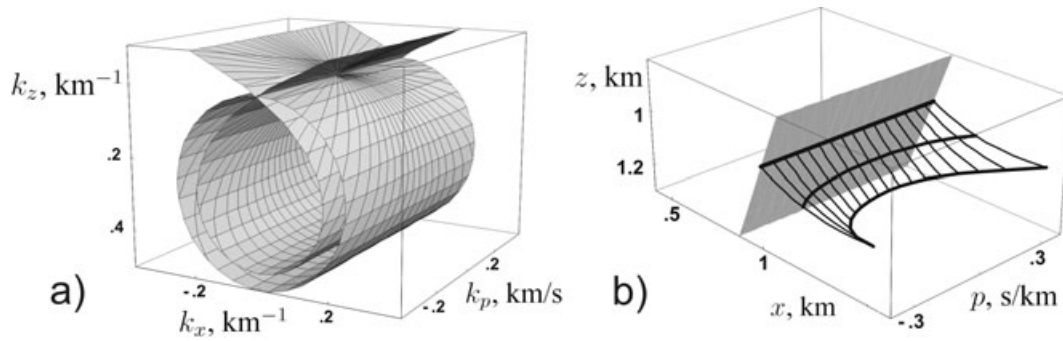 k_z, km⁻¹
.2
.4
-.2
k_x, km⁻¹
.2
-.2
k_p, km/s
.2
a)
z, km
1
1.2
.5
1
x, km
-.3
p, s/km
.3
b)